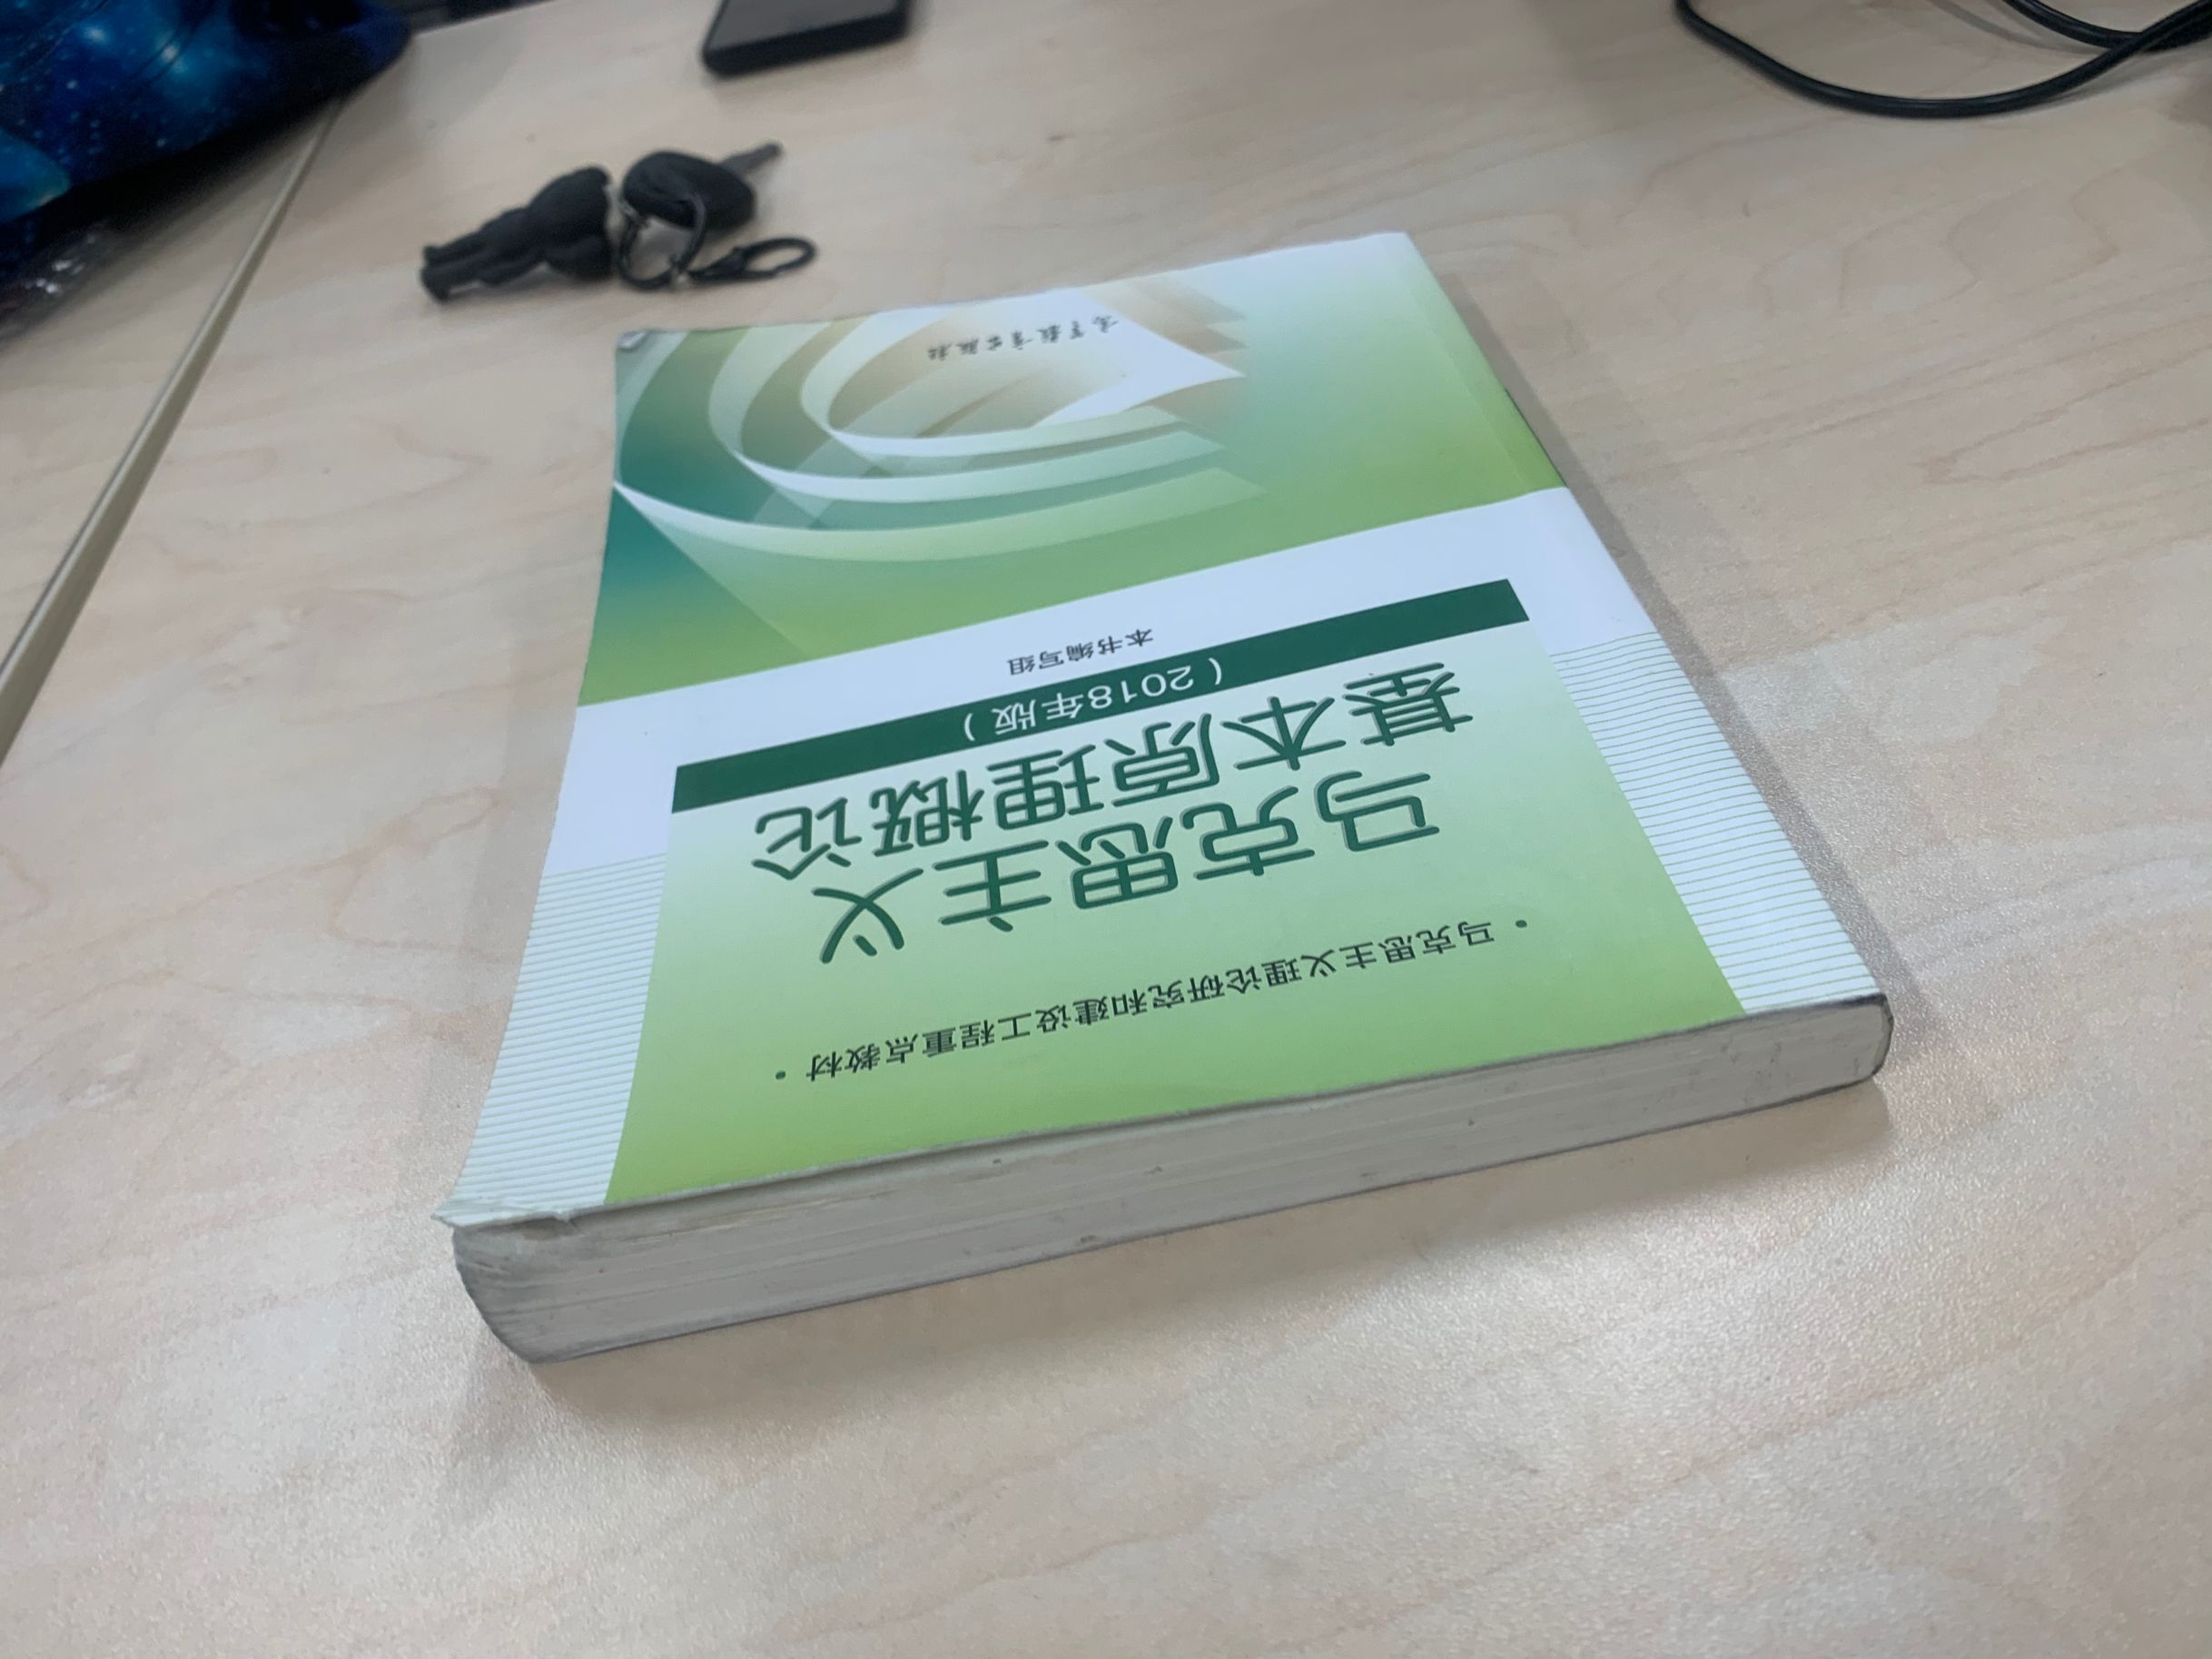 ·马克思主义理论研究和建设工程重点教材·
马克思主义
基本原理概论
（2018年版）
本书编写组
高等教育出版社